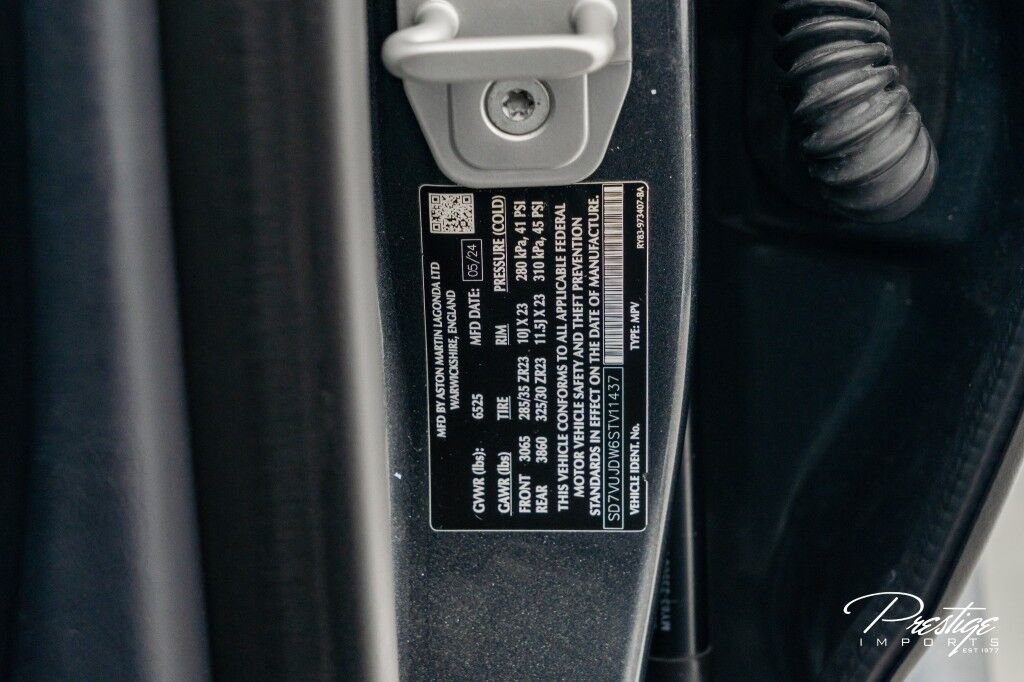 MFD BY ASTON MARTIN LAGONDA LTD
WARWICKSHIRE, ENGLAND
GVWR (lbs): 6525 MFD DATE: 05/24
GAWR (lbs) TIRE RIM PRESSURE (COLD)
FRONT 3065 285/35 ZR23 10J X 23 280 kPa, 41 PSI
REAR 3860 325/30 ZR23 11.5J X 23 310 kPa, 45 PSI
THIS VEHICLE CONFORMS TO ALL APPLICABLE FEDERAL
MOTOR VEHICLE SAFETY AND THEFT PREVENTION
STANDARDS IN EFFECT ON THE DATE OF MANUFACTURE.
SD7VUJDW6STV11437
VEHICLE IDENT. No. TYPE: MPV RY83-973407-BA
Prestige
IMPORTS
EST 1977